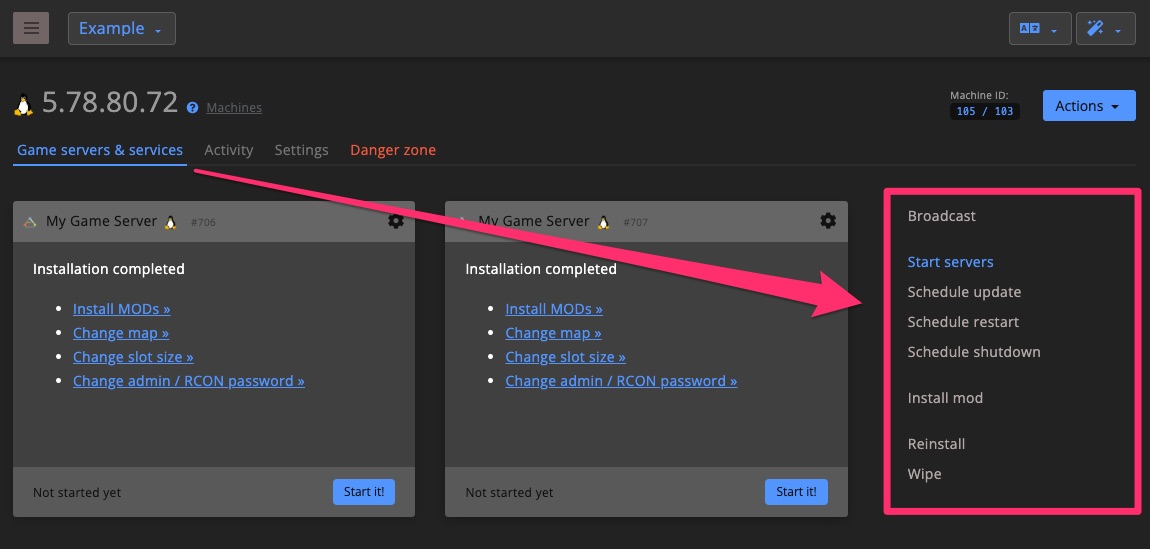 Example
5.78.80.72 ? Machines
Machine ID:
105 / 103
Actions
Game servers & services
Activity
Settings
Danger zone
My Game Server #706
Installation completed
Install MODs »
Change map »
Change slot size »
Change admin / RCON password »
Not started yet
Start it!
My Game Server #707
Installation completed
Install MODs »
Change map »
Change slot size »
Change admin / RCON password »
Not started yet
Start it!
Broadcast
Start servers
Schedule update
Schedule restart
Schedule shutdown
Install mod
Reinstall
Wipe